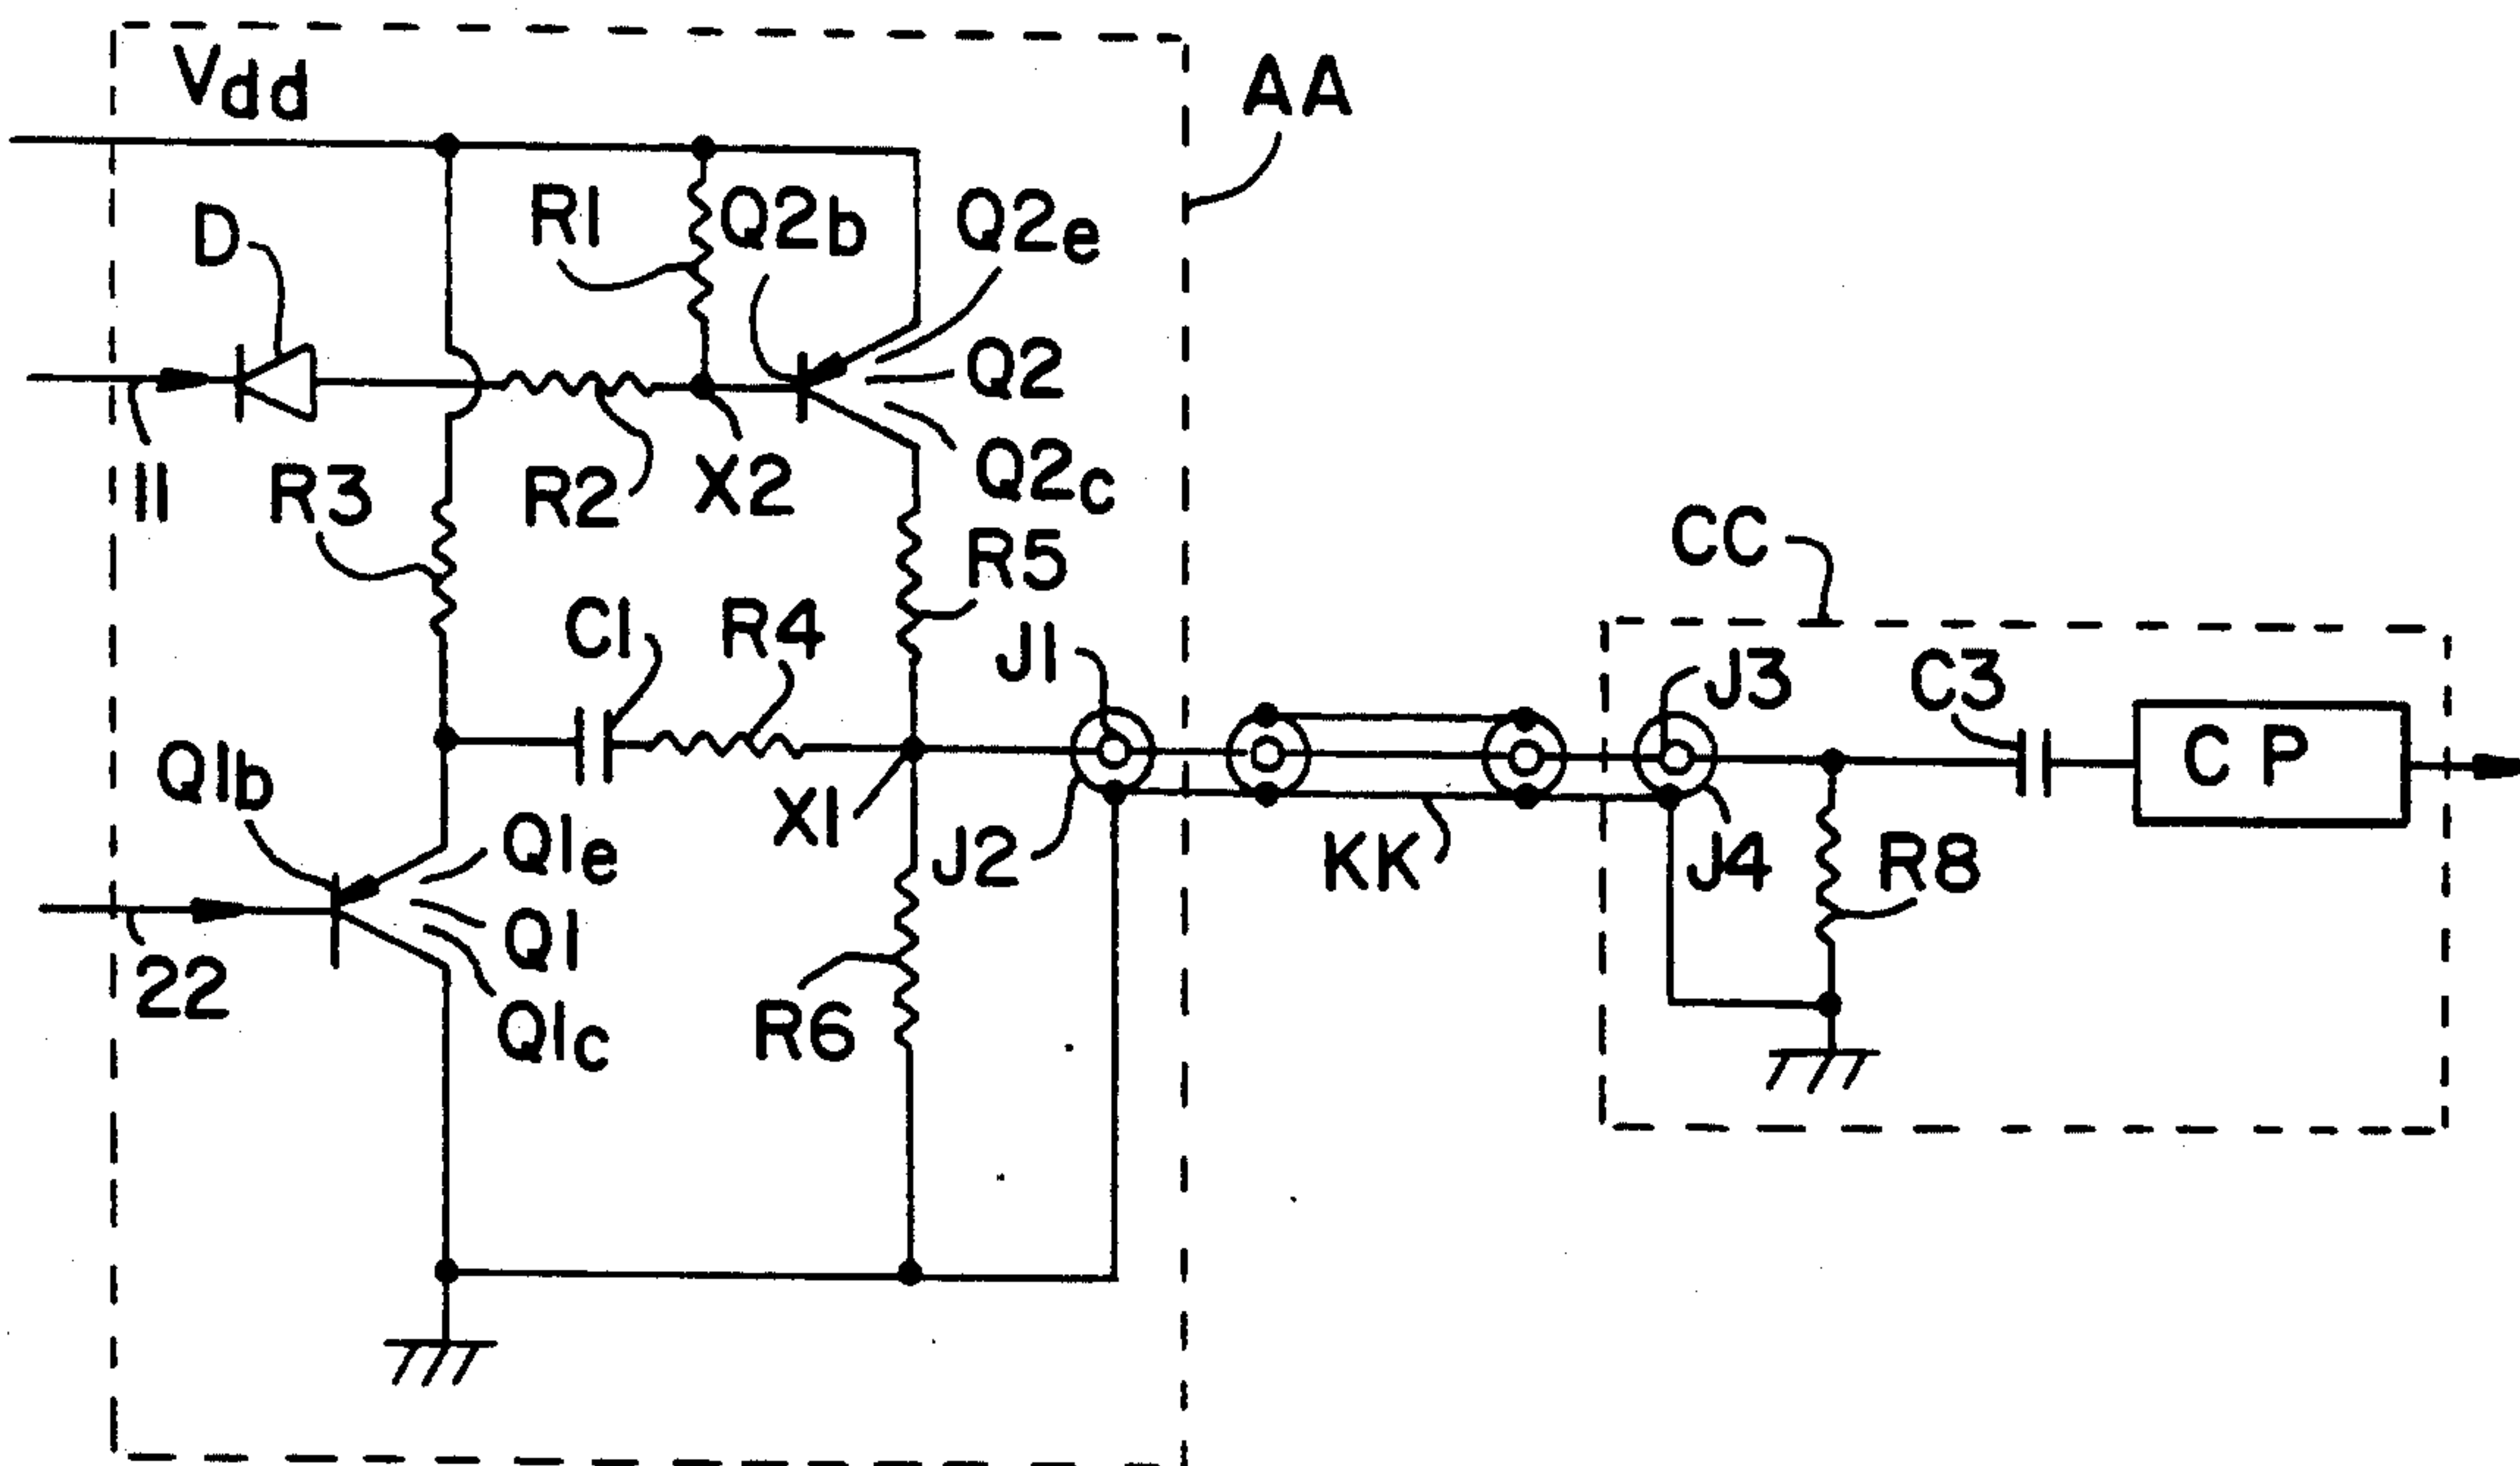 Vdd
AA
D
R1
Q2b
Q2e
Q2
11
R3
R2
X2
Q2c
R5
CC
C1
R4
J1
J3
C3
CP
Q1b
X1
J2
KK
J4
R8
Q1e
Q1
22
Q1c
R6